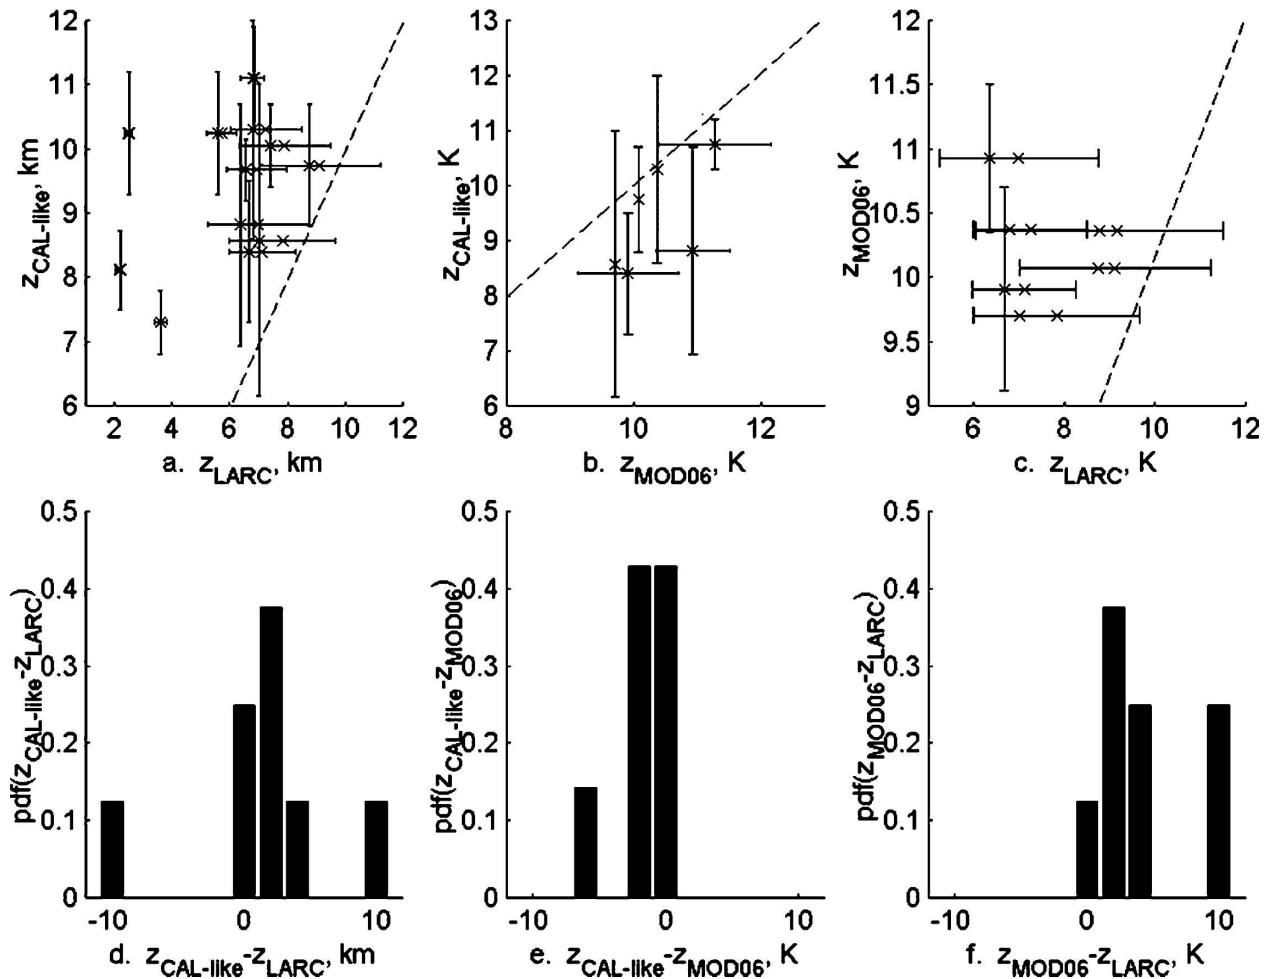 12
11
10
9
8
7
6
2 4 6 8 10 12
z_CAL-like, km
a. z_LARC, km
13
12
11
10
9
8
7
6
8 10 12
z_CAL-like, K
b. z_MOD06, K
12
11.5
11
10.5
10
9.5
9
6 8 10 12
z_MOD06, K
c. z_LARC, K
0.5
0.4
0.3
0.2
0.1
0
-10 0 10
pdf(z_CAL-like-z_LARC)
d. z_CAL-like-z_LARC, km
0.5
0.4
0.3
0.2
0.1
0
-10 0 10
pdf(z_CAL-like-z_MOD06)
e. z_CAL-like-z_MOD06, K
0.5
0.4
0.3
0.2
0.1
0
-10 0 10
pdf(z_MOD06-z_LARC)
f. z_MOD06-z_LARC, K